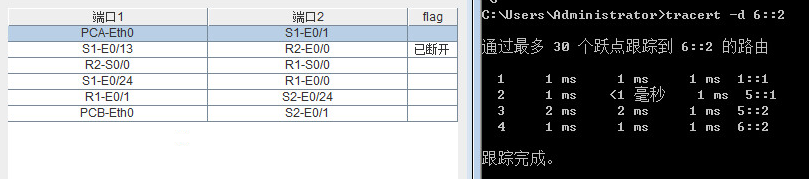 端口1 端口2 flag
PCA-Eth0 S1-E0/1
S1-E0/13 R2-E0/0 已断开
R2-S0/0 R1-S0/0
S1-E0/24 R1-E0/0
R1-E0/1 S2-E0/24
PCB-Eth0 S2-E0/1
C:\Users\Administrator>tracert -d 6::2
通过最多 30 个跃点跟踪到 6::2 的路由
1 1 ms 1 ms 1 ms 1::1
2 1 ms <1 毫秒 1 ms 5::1
3 2 ms 2 ms 1 ms 5::2
4 1 ms 1 ms 1 ms 6::2
跟踪完成。